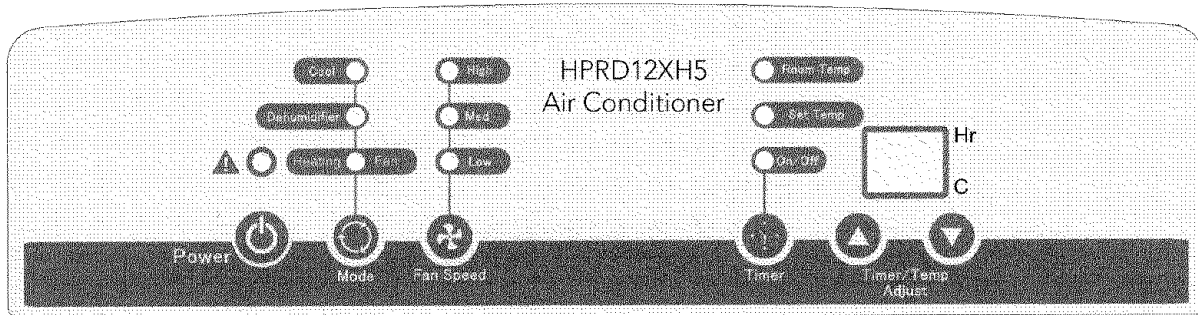 Cool
High
HPRD12XH5
Air Conditioner
Room Temp
Dehumidifier
Med
Set Temp
Hr
Heating
Fan
Low
On/Off
C
Power
Mode
Fan Speed
Timer
Timer/Temp
Adjust